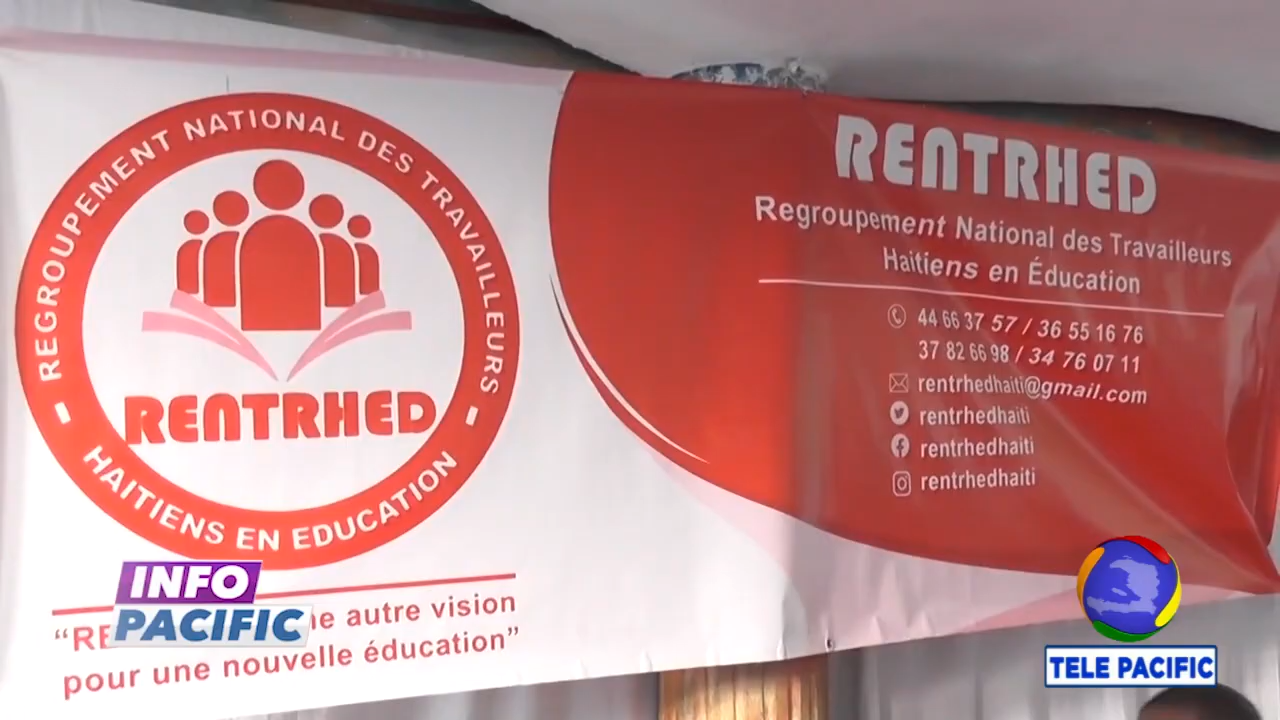 REGROUPEMENT NATIONAL DES TRAVAILLEURS
RENTRHED
HAITIENS EN EDUCATION
autre vision
pour une nouvelle éducation”
RENTRHED
Regroupement National des Travailleurs
Haitiens en Éducation
44 66 37 57 / 36 55 16 76
37 82 66 98 / 34 76 07 11
rentrhedhaiti@gmail.com
rentrhedhaiti
rentrhedhaiti
rentrhedhaiti
INFO
PACIFIC
TELE PACIFIC